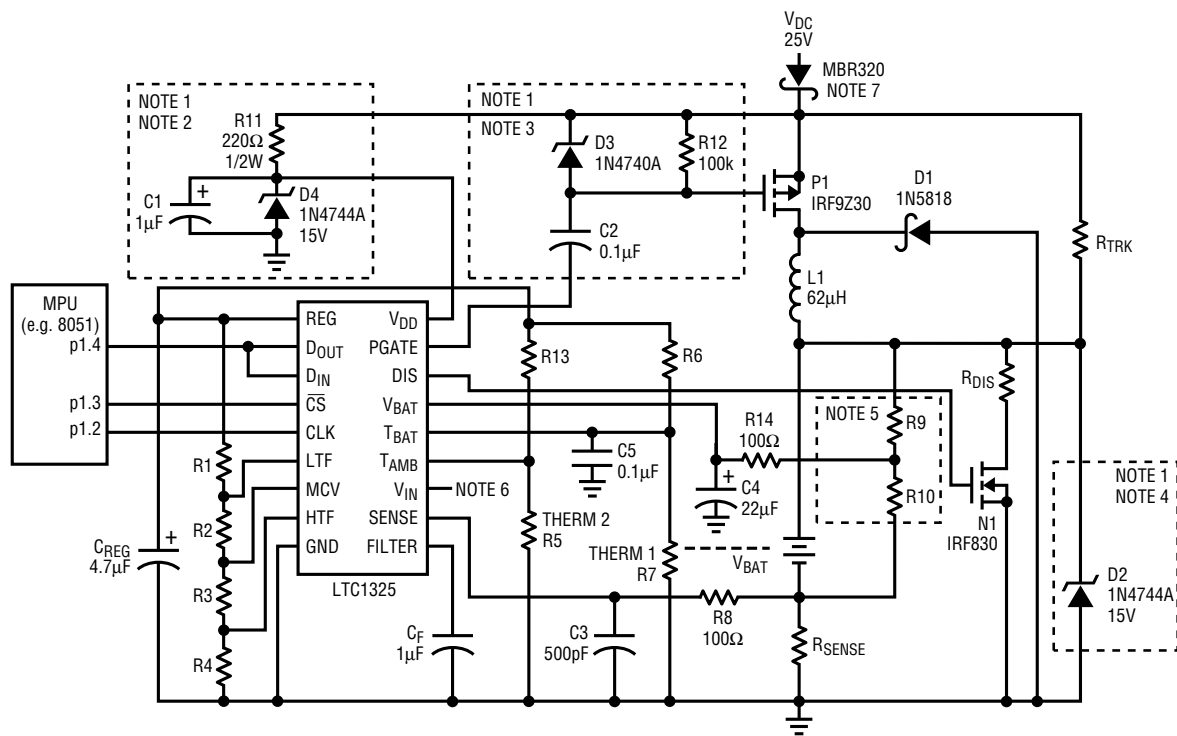 V_DC
25V
MBR320
NOTE 7
NOTE 1
NOTE 2
R11
220Ω
1/2W
C1
1µF
+
D4
1N4744A
15V
NOTE 1
NOTE 3
D3
1N4740A
R12
100k
C2
0.1µF
P1
IRF9Z30
D1
1N5818
R_TRK
L1
62µH
MPU
(e.g. 8051)
p1.4
p1.3
p1.2
REG
D_OUT
D_IN
CS
CLK
LTF
MCV
HTF
GND
V_DD
PGATE
DIS
V_BAT
T_BAT
T_AMB
V_IN
SENSE
FILTER
LTC1325
NOTE 6
R13
R6
R14
100Ω
NOTE 5
R9
R10
R_DIS
C5
0.1µF
+
C4
22µF
N1
IRF830
NOTE 1
NOTE 4
D2
1N4744A
15V
R1
R2
R3
R4
C_REG
4.7µF
+
THERM 2
R5
THERM 1
R7
V_BAT
R8
100Ω
C_F
1µF
C3
500pF
R_SENSE